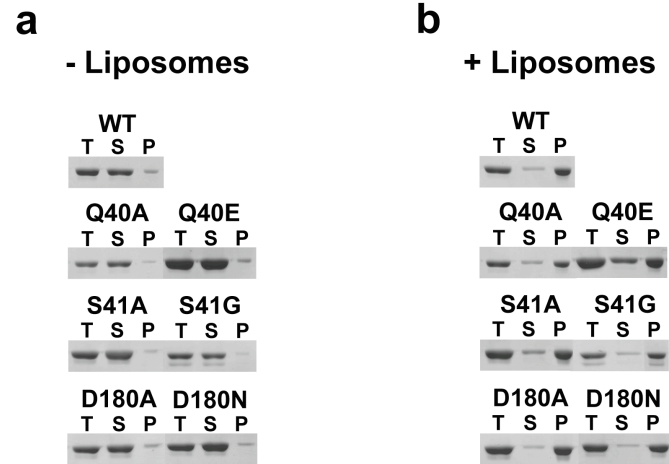 a
- Liposomes
WT
T S P
Q40A Q40E
T S P T S P
S41A S41G
T S P T S P
D180A D180N
T S P T S P
b
+ Liposomes
WT
T S P
Q40A Q40E
T S P T S P
S41A S41G
T S P T S P
D180A D180N
T S P T S P